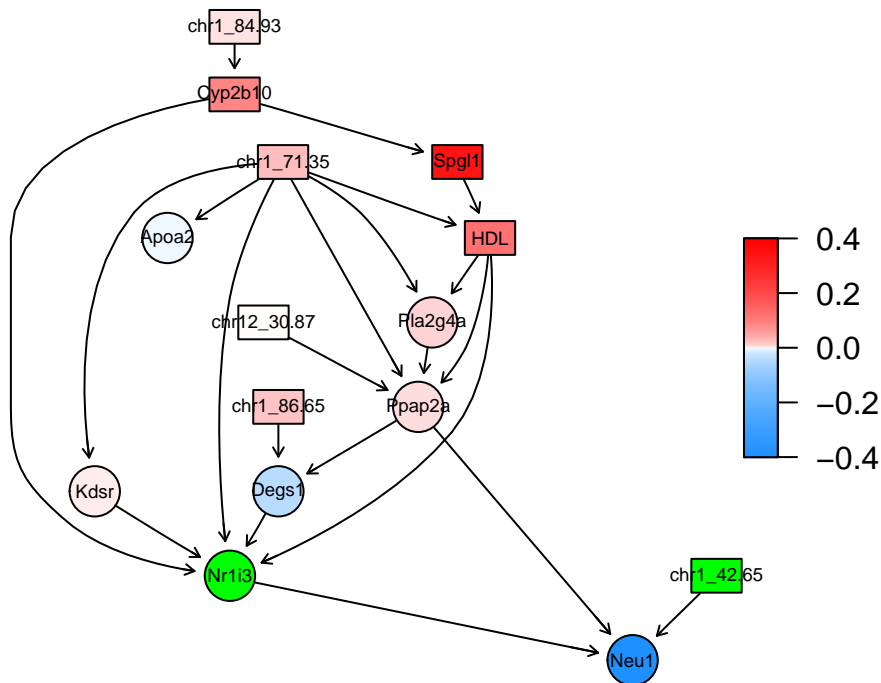 chr1_84.93
Cyp2b10
chr1_71.35
Spgl1
Apoa2
HDL
chr12_30.87
Pla2g4a
chr1_86.65
Ppap2a
Kdsr
Degs1
Nr1i3
chr1_42.65
Neu1
0.4
0.2
0.0
−0.2
−0.4